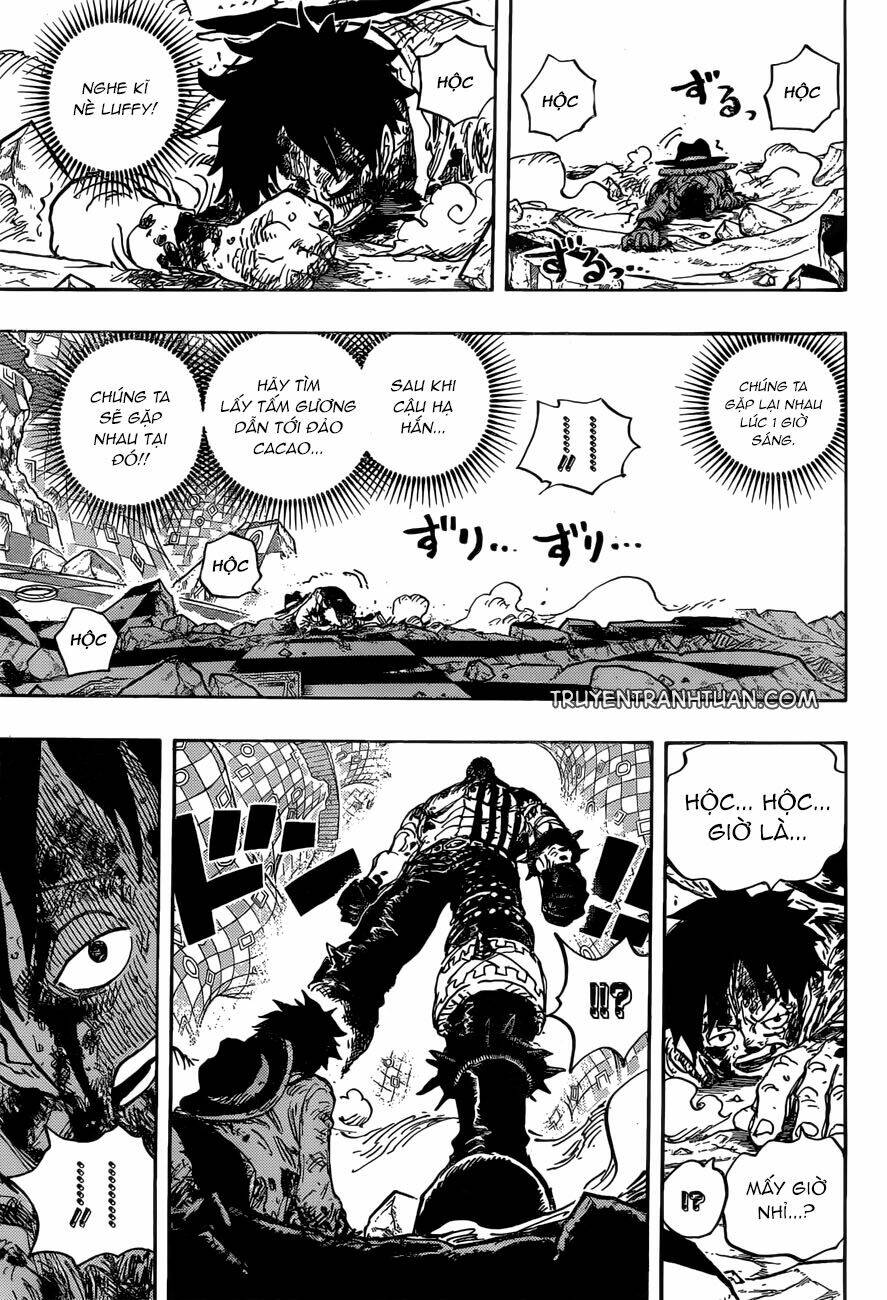 HỘC
HỘC
ずるっ
ずるっ…
HỘC
NGHE KĨ
NÈ LUFFY!
CHÚNG TA
GẶP LẠI NHAU
LÚC 1 GIỜ
SÁNG.
......!!
SAU KHI
CẬU HẠ
HẮN...
HÃY TÌM
LẤY TẤM GƯƠNG
DẪN TỚI ĐẢO
CACAO...
CHÚNG TA
SẼ GẶP
NHAU TẠI
ĐÓ!!
ずり… ずり…
HỘC
HỘC
TRUYENTRANHTUAN.COM
HỘC... HỘC...
GIỜ LÀ...
MẤY GIỜ
NHỈ...?
!?
!!?
ドン!!
......!!